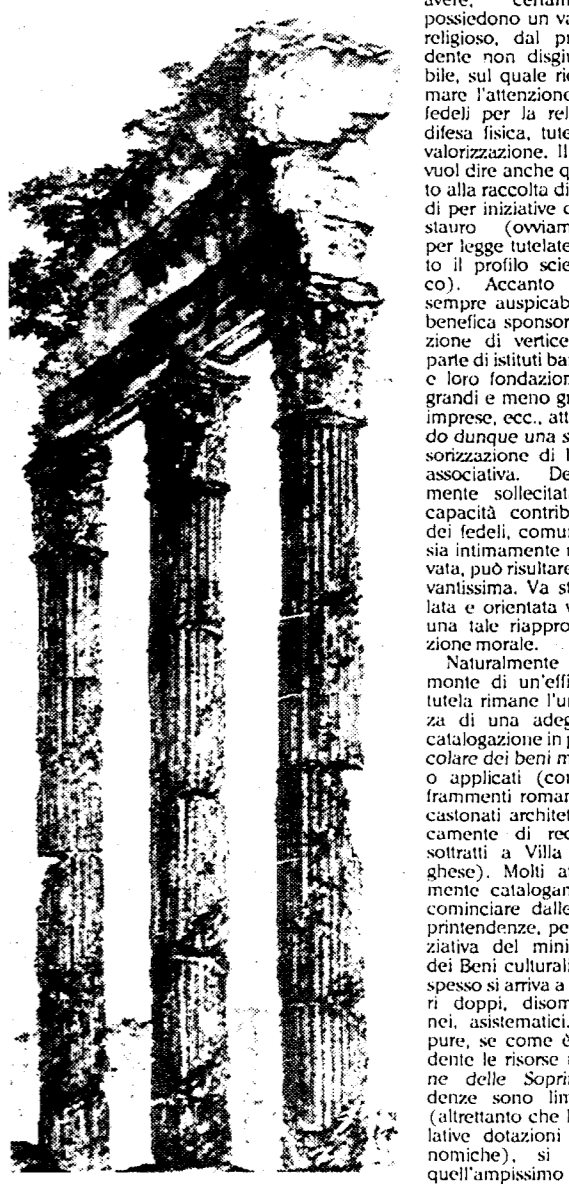 avere, certam
possiedono un va
religioso, dal pr
dente non disgi
bile, sul quale ric
mare l'attenzione
fedeli per la rel
difesa fisica, tute
valorizzazione. Il
vuol dire anche q
to alla raccolta di
di per iniziative d
stauro (ovviam
per legge tutelate
to il profilo scie
co). Accanto
sempre auspicab
benefica sponsor
zione di vertice
parte di istituti ba
e loro fondazion
grandi e meno gr
imprese, ecc., att
do dunque una s
sorizzazione di l
associativa. De
mente sollecitat
capacità contrib
dei fedeli, comu
sia intimamente r
vata, può risultare
vantissima. Va st
lata e orientata v
una tale riappro
zione morale.
Naturalmente
monte di un'effi
tutela rimane l'ur
za di una adeg
catalogazione in p
colare dei beni m
o applicati (cor
frammenti romar
castonati architet
camente di rec
sottratti a Villa
ghese). Molti at
mente catalogar
cominciare dalle
printendenze, pe
ziativa del mini
dei Beni culturali
spesso si arriva a
ri doppi, disom
nei, asistematici.
pure, se come è
dente le risorse u
ne delle Soprin
denze sono lim
(altrettanto che l
lative dotazioni
nomiche), si
quell'ampissimo